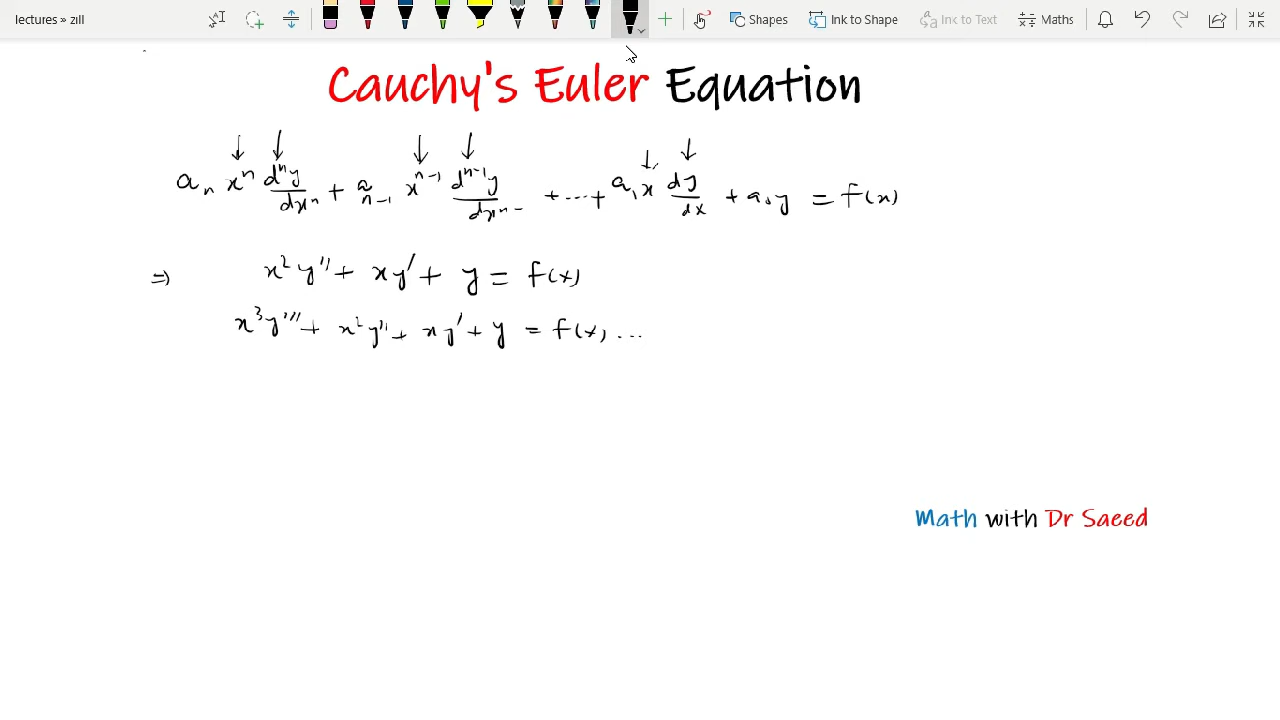 lectures » zill
Shapes Ink to Shape Ink to Text Maths
Cauchy's Euler Equation
aₙ xⁿ dⁿy/dxⁿ + aₙ₋₁ xⁿ⁻¹ dⁿ⁻¹y/dxⁿ⁻ + ... + a₁x dy/dx + a₀y = f(x)
⇒ x²y'' + xy' + y = f(x)
x³y''' + x²y'' + xy' + y = f(x), ...
Math with Dr Saeed